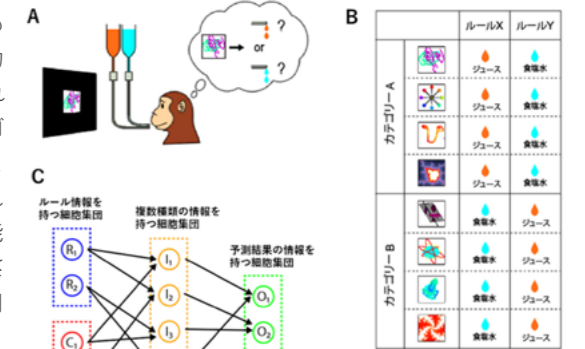 A
?
or
?
B
ルールX
ルールY
カテゴリーA
ジュース
食塩水
ジュース
食塩水
ジュース
食塩水
ジュース
食塩水
カテゴリーB
食塩水
ジュース
食塩水
ジュース
食塩水
ジュース
食塩水
ジュース
C
ルール情報を
持つ細胞集団
複数種類の情報を
持つ細胞集団
予測結果の情報を
持つ細胞集団
R₁
R₂
C₁
I₁
I₂
I₃
O₁
O₂